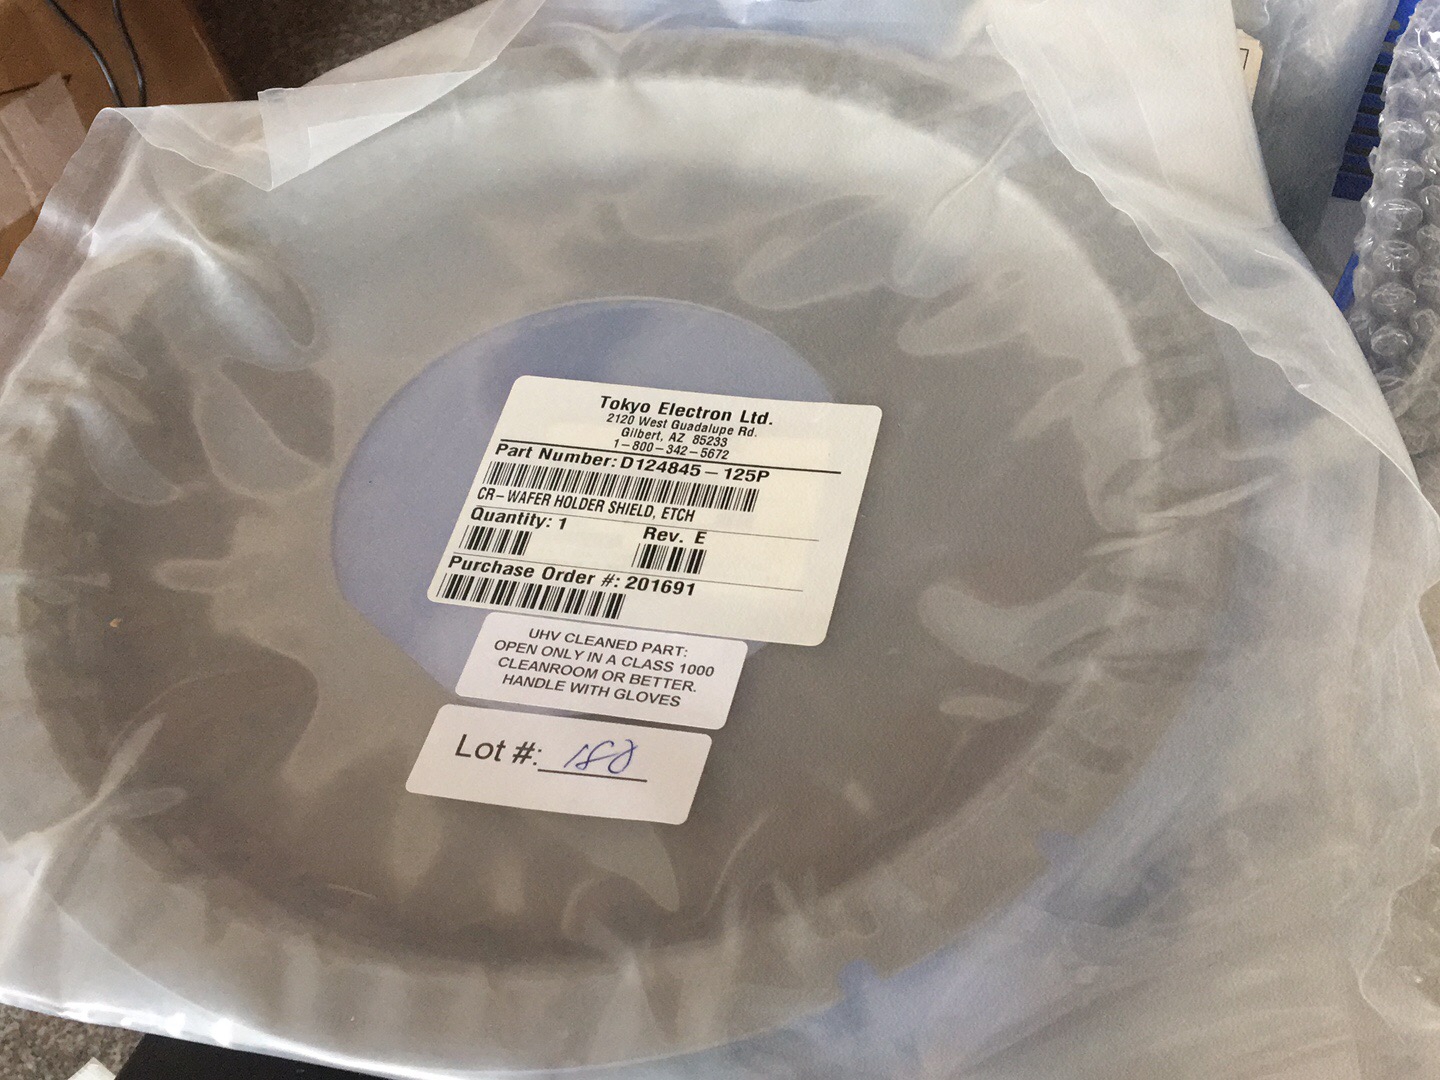 Tokyo Electron Ltd.
2120 West Guadalupe Rd.
Gilbert, AZ 85233
1-800-342-5672
Part Number: D124845-125P
CR-WAFER HOLDER SHIELD, ETCH
Quantity: 1
Rev. E
Purchase Order #: 201691
UHV CLEANED PART:
OPEN ONLY IN A CLASS 1000
CLEANROOM OR BETTER.
HANDLE WITH GLOVES
Lot #: